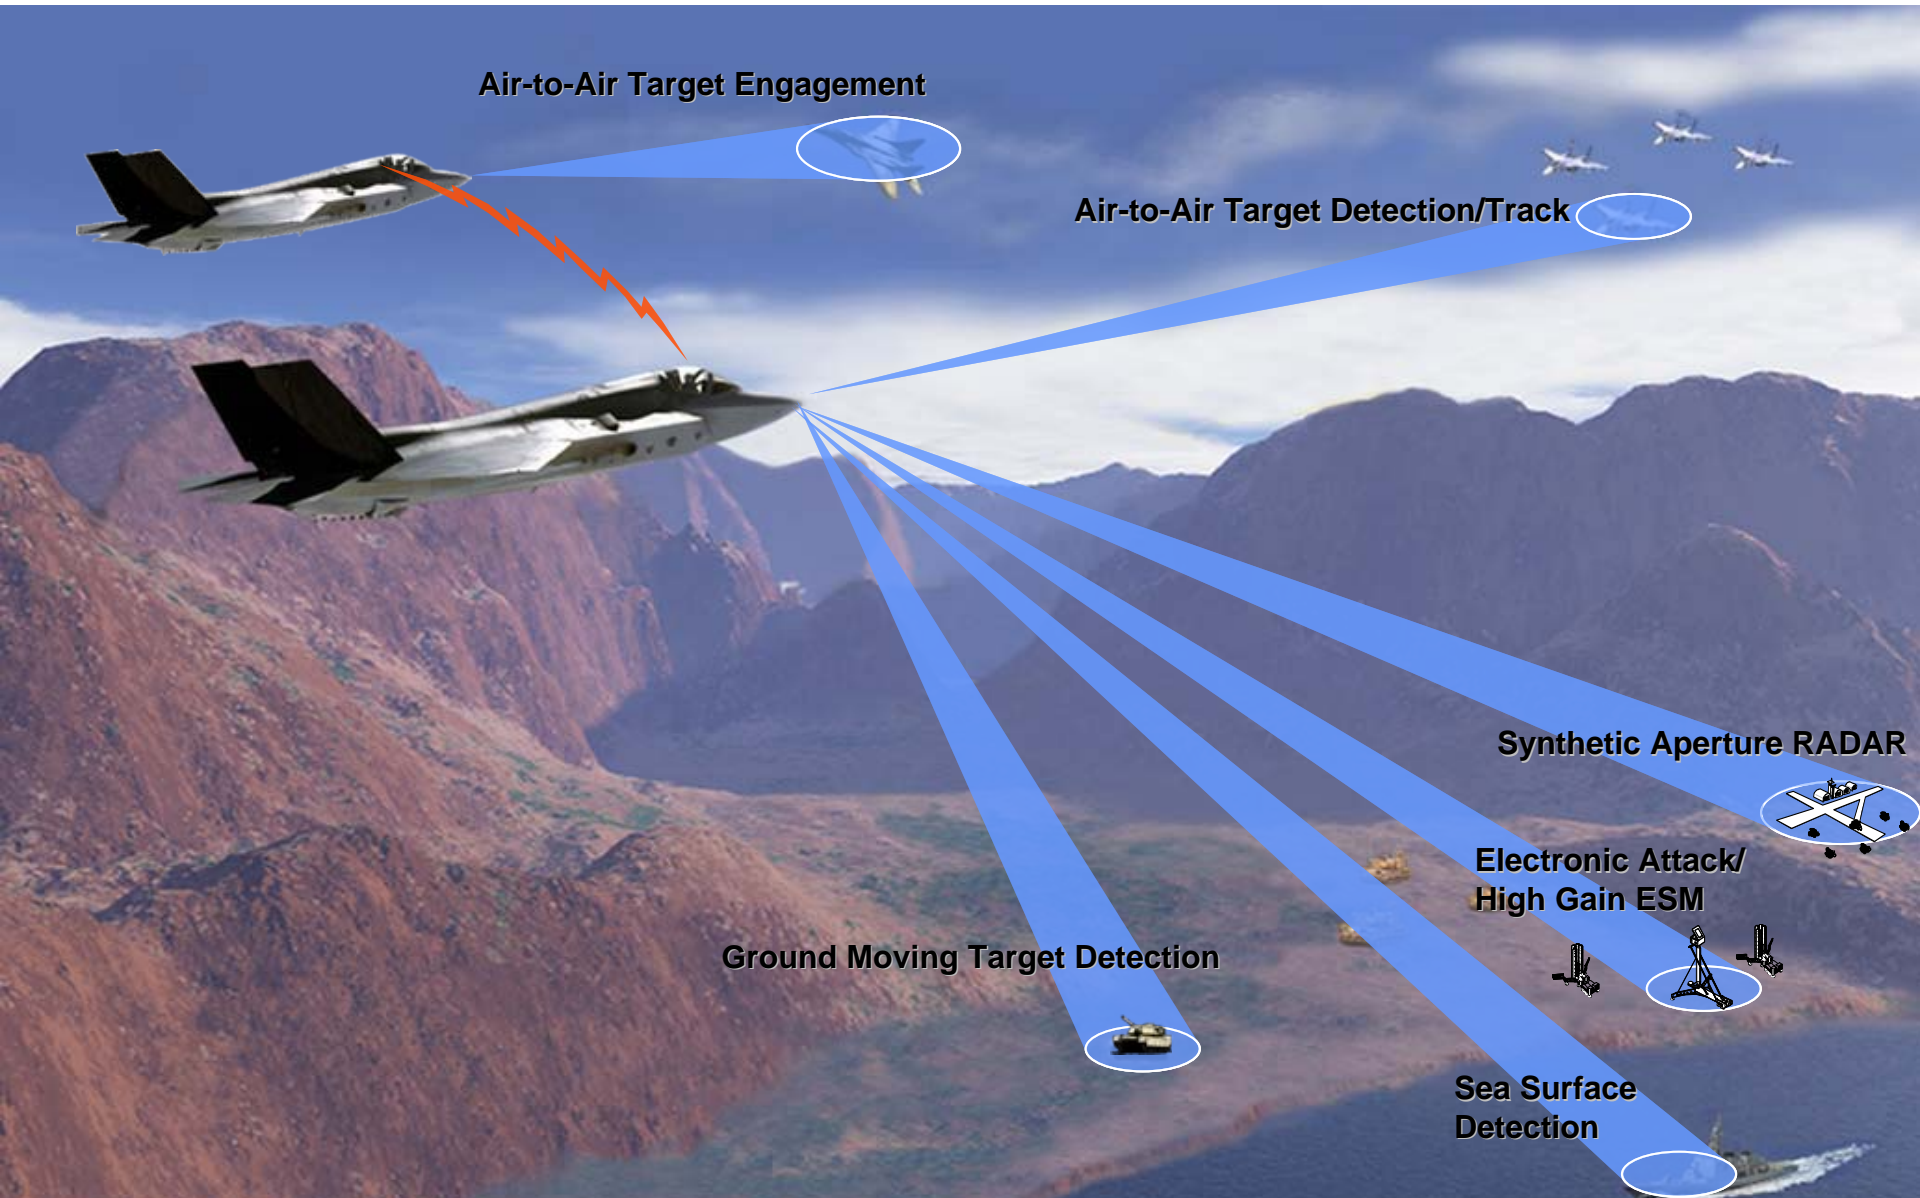 Air-to-Air Target Engagement
Air-to-Air Target Detection/Track
Synthetic Aperture RADAR
Electronic Attack/
High Gain ESM
Ground Moving Target Detection
Sea Surface
Detection